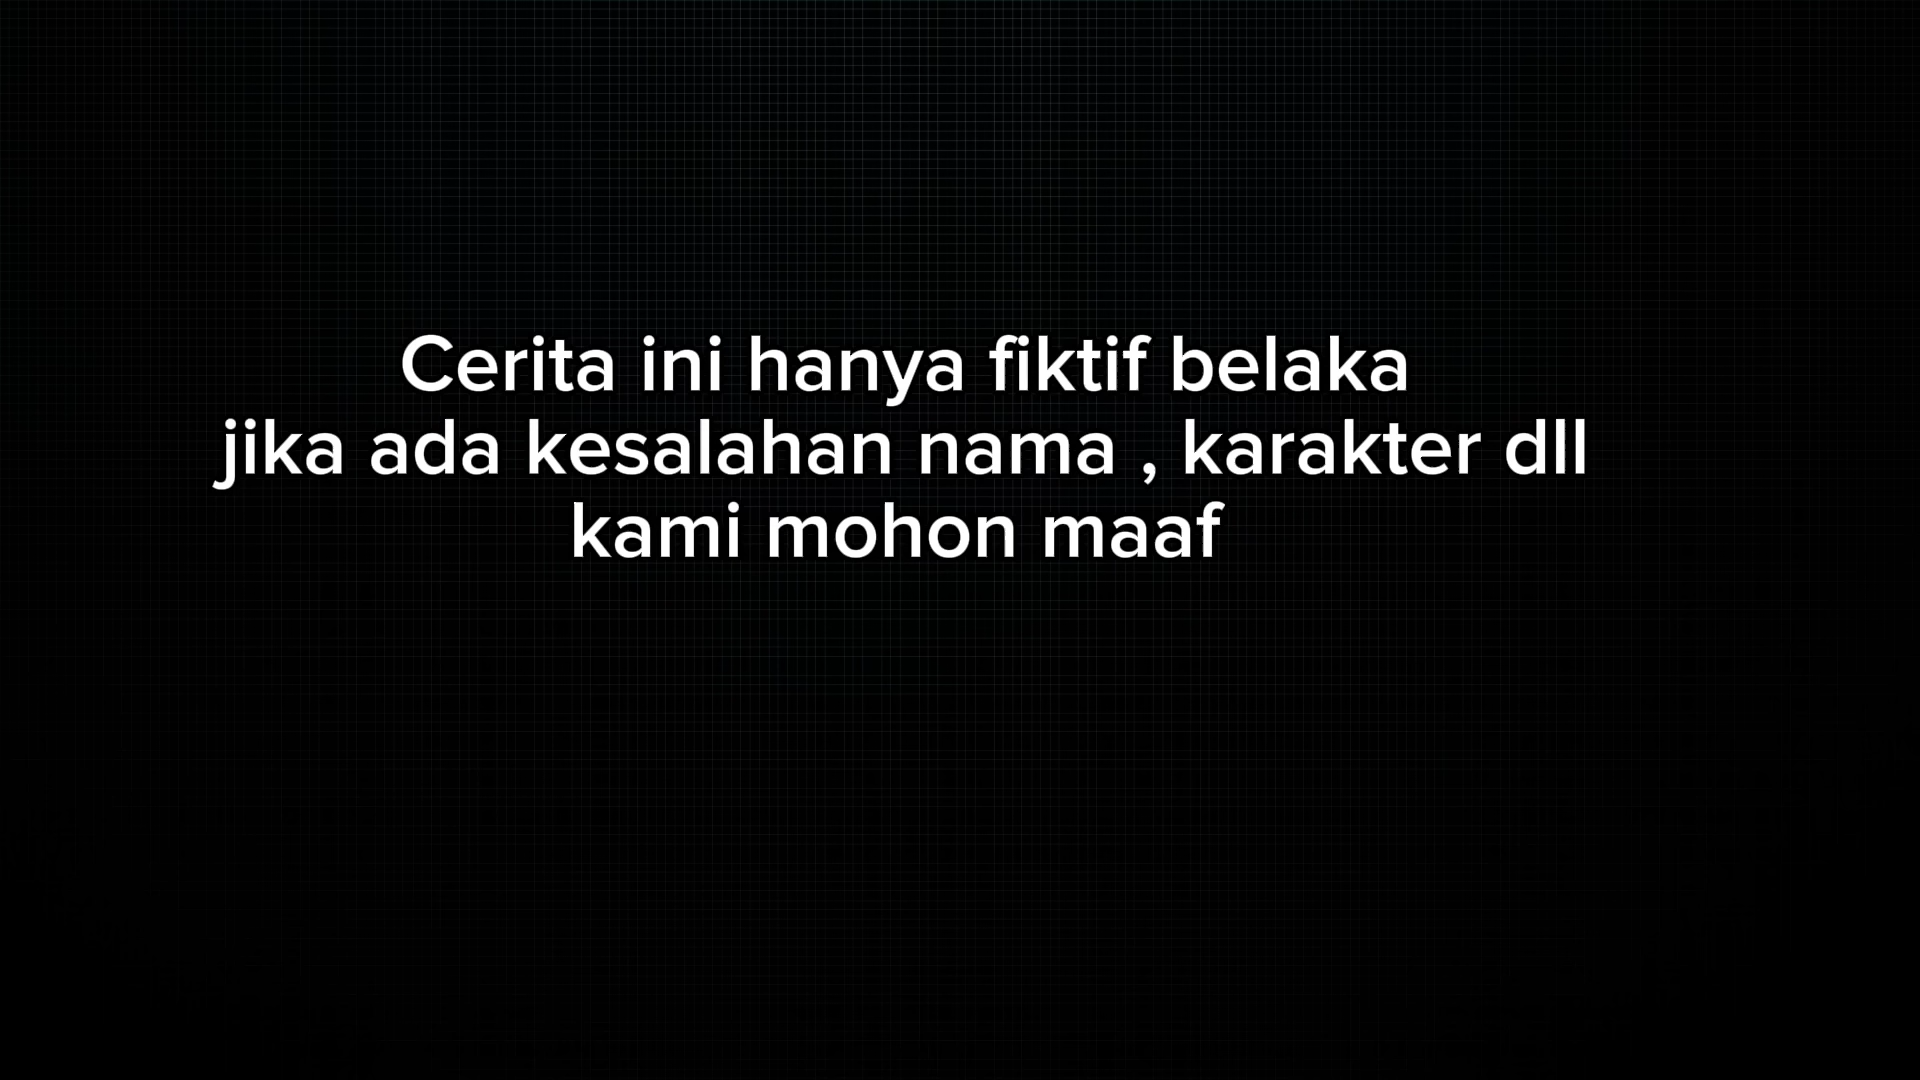 Cerita ini hanya fiktif belaka
jika ada kesalahan nama , karakter dll
kami mohon maaf